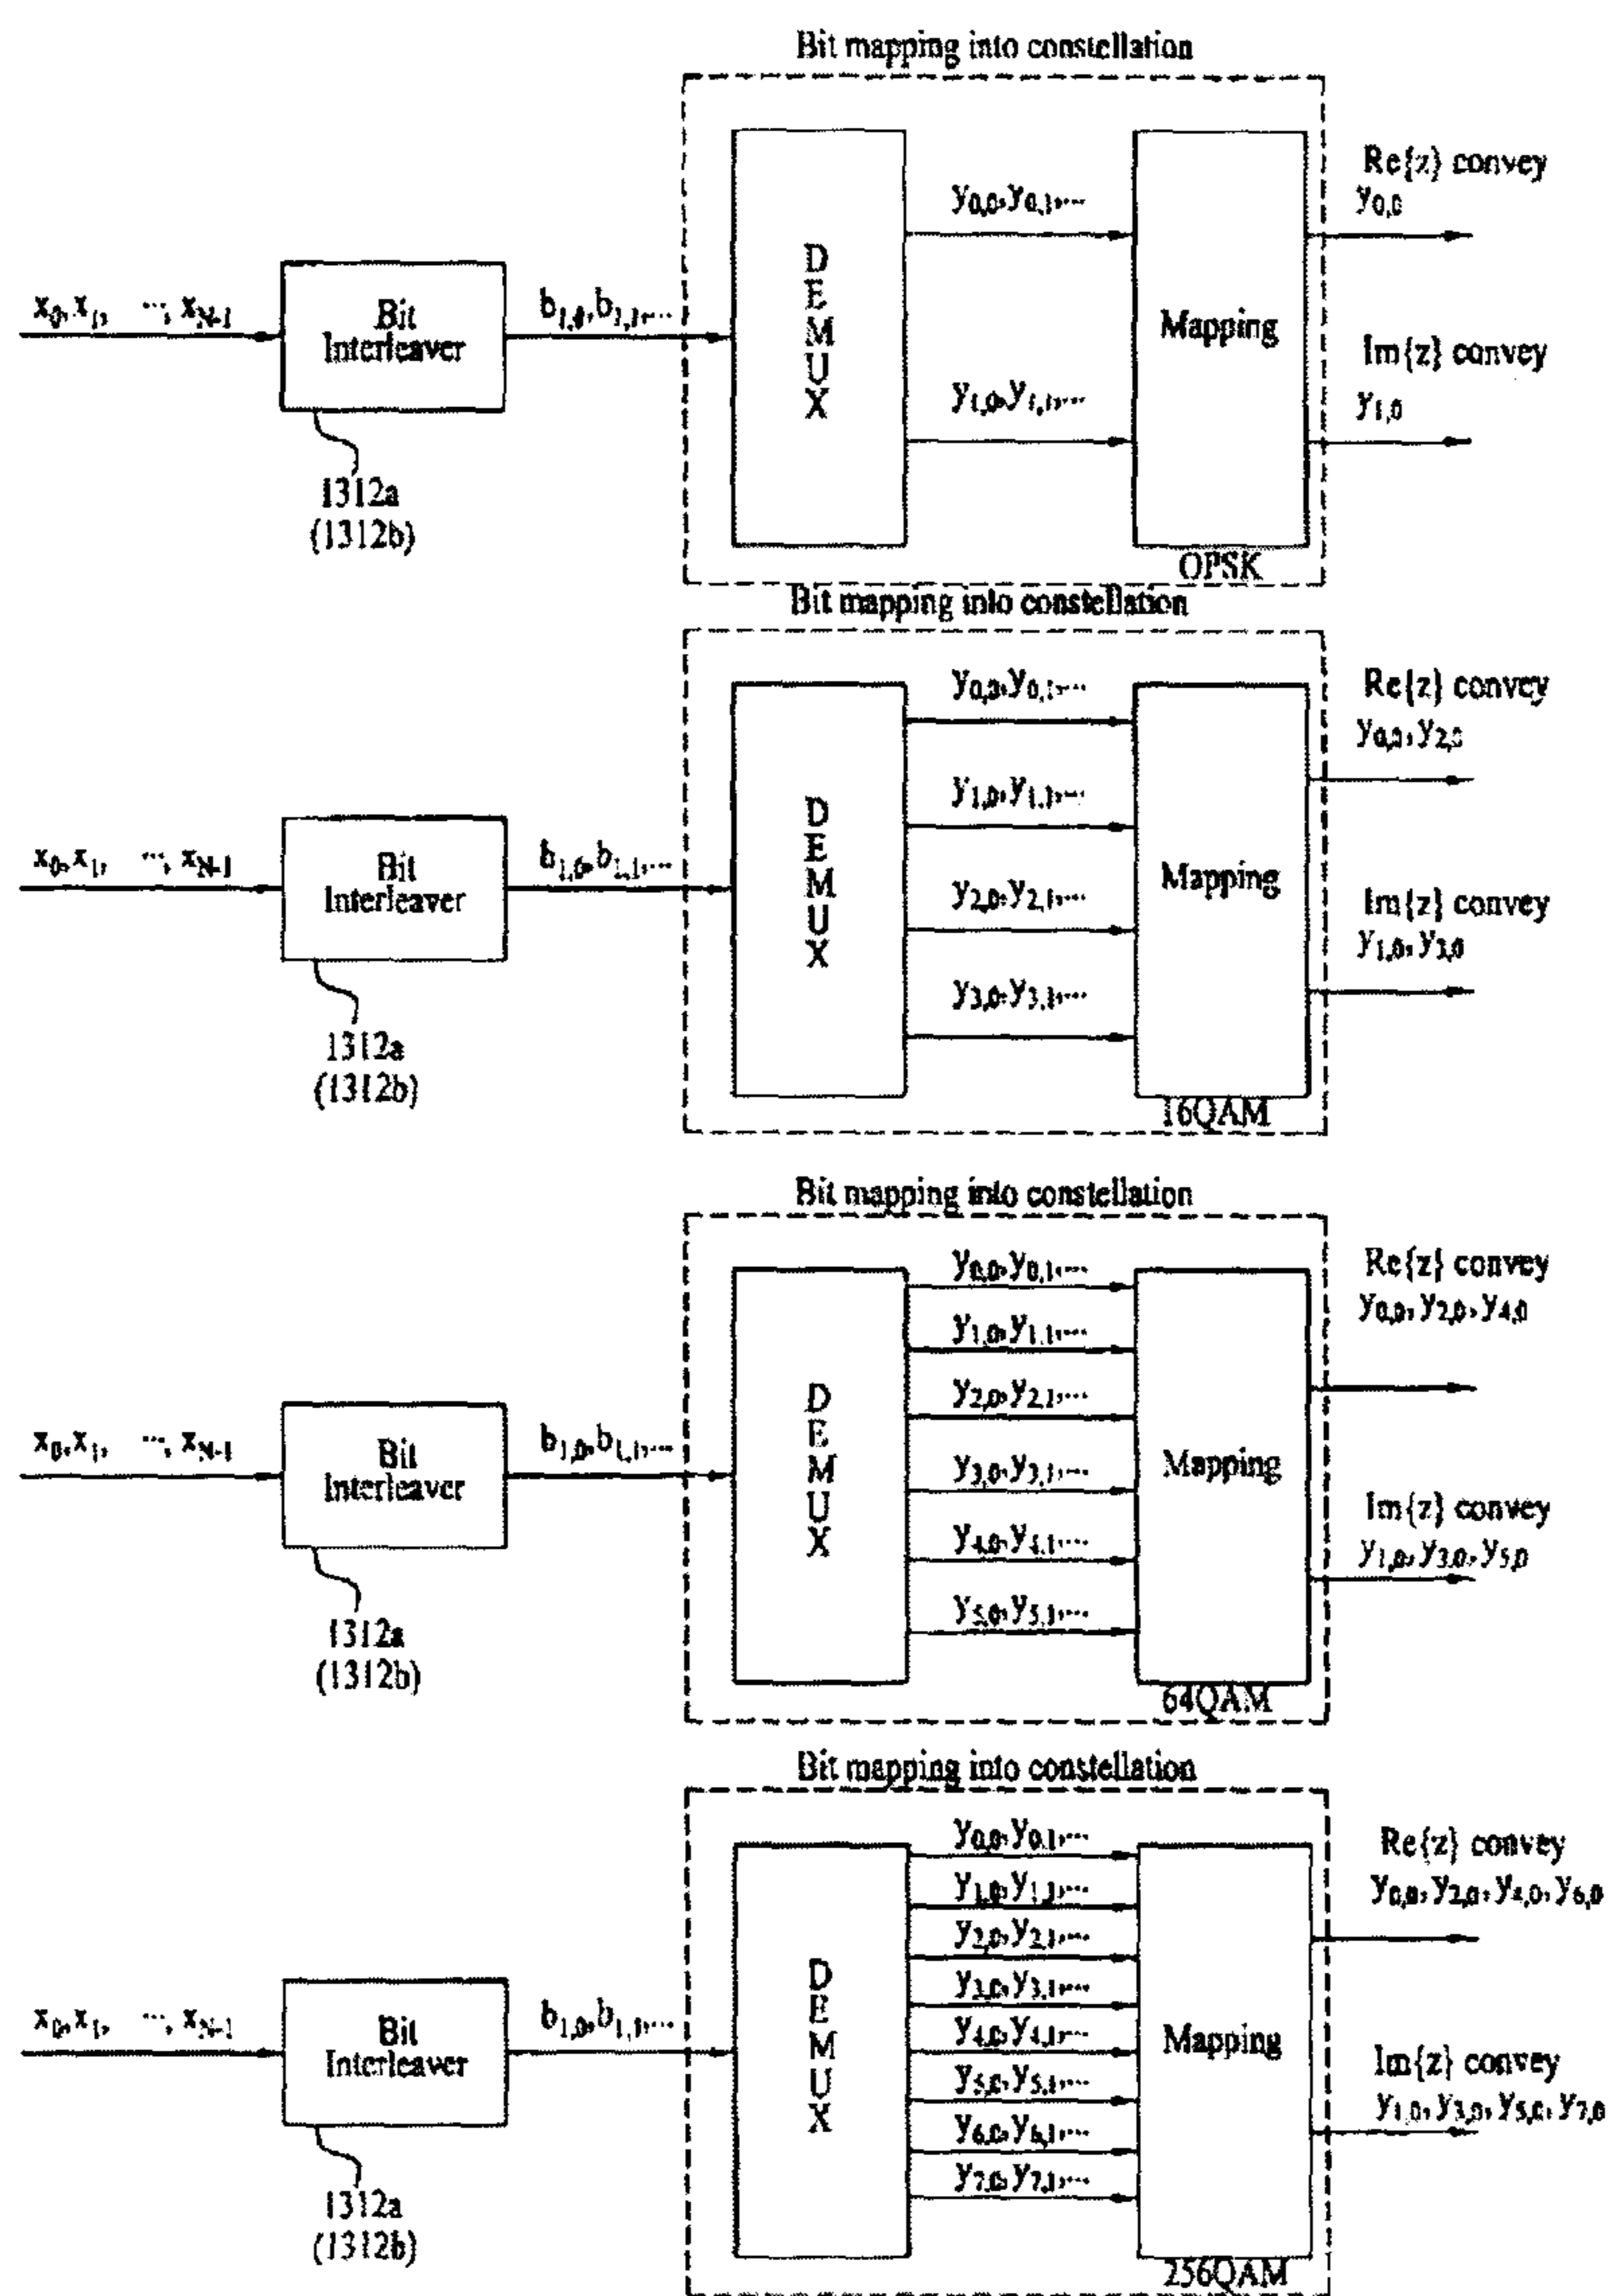 Bit mapping into constellation
x0,x1, ..., xN-1
Bit
Interleaver
1312a
(1312b)
b1,0,b1,1,...
DEMUX
y0,0,y0,1,...
y1,0,y1,1,...
Mapping
QPSK
Re{z} convey
y0,0
Im{z} convey
y1,0
Bit mapping into constellation
x0,x1, ..., xN-1
Bit
Interleaver
1312a
(1312b)
b1,0,b1,1,...
DEMUX
y0,0,y0,1,...
y1,0,y1,1,...
y2,0,y2,1,...
y3,0,y3,1,...
Mapping
16QAM
Re{z} convey
y0,0,y2,0
Im{z} convey
y1,0,y3,0
Bit mapping into constellation
x0,x1, ..., xN-1
Bit
Interleaver
1312a
(1312b)
b1,0,b1,1,...
DEMUX
y0,0,y0,1,...
y1,0,y1,1,...
y2,0,y2,1,...
y3,0,y3,1,...
y4,0,y4,1,...
y5,0,y5,1,...
Mapping
64QAM
Re{z} convey
y0,0,y2,0,y4,0
Im{z} convey
y1,0,y3,0,y5,0
Bit mapping into constellation
x0,x1, ..., xN-1
Bit
Interleaver
1312a
(1312b)
b1,0,b1,1,...
DEMUX
y0,0,y0,1,...
y1,0,y1,1,...
y2,0,y2,1,...
y3,0,y3,1,...
y4,0,y4,1,...
y5,0,y5,1,...
y6,0,y6,1,...
y7,0,y7,1,...
Mapping
256QAM
Re{z} convey
y0,0,y2,0,y4,0,y6,0
Im{z} convey
y1,0,y3,0,y5,0,y7,0